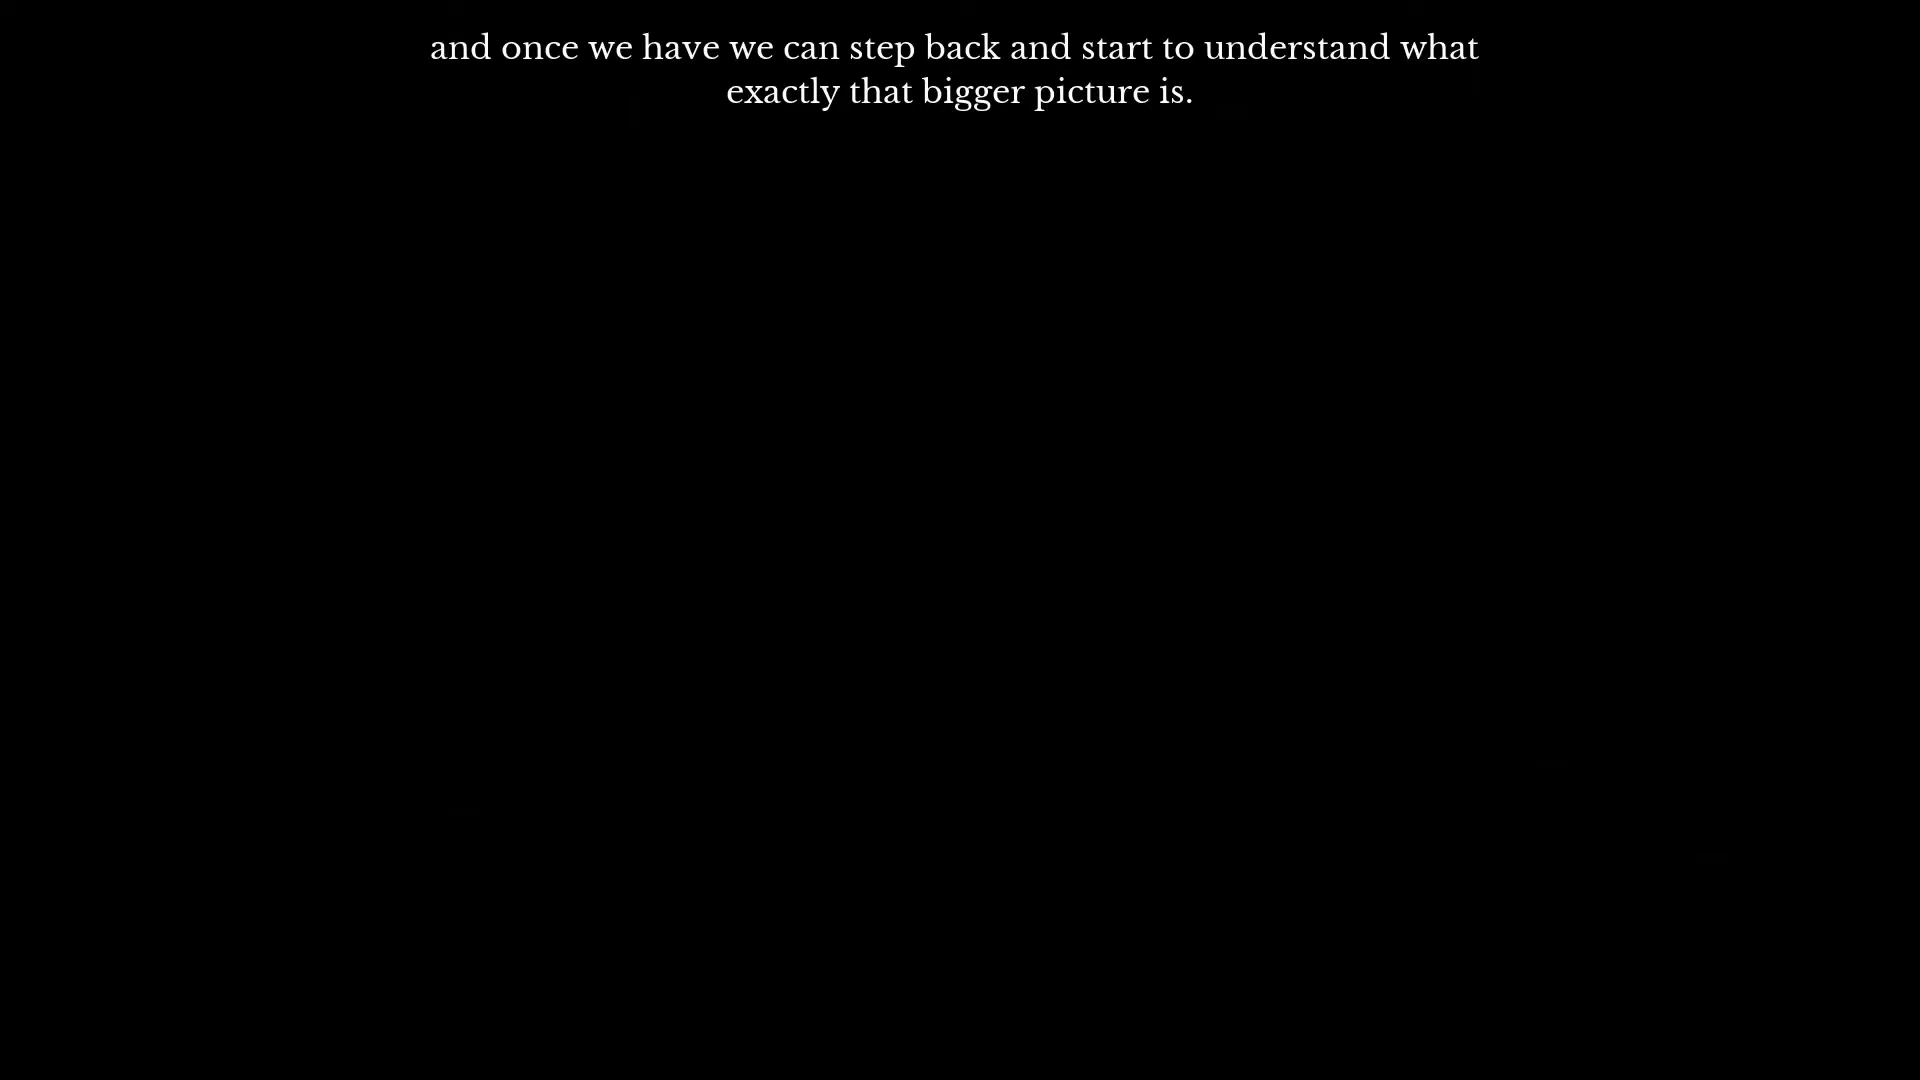 and once we have we can step back and start to understand what
exactly that bigger picture is.